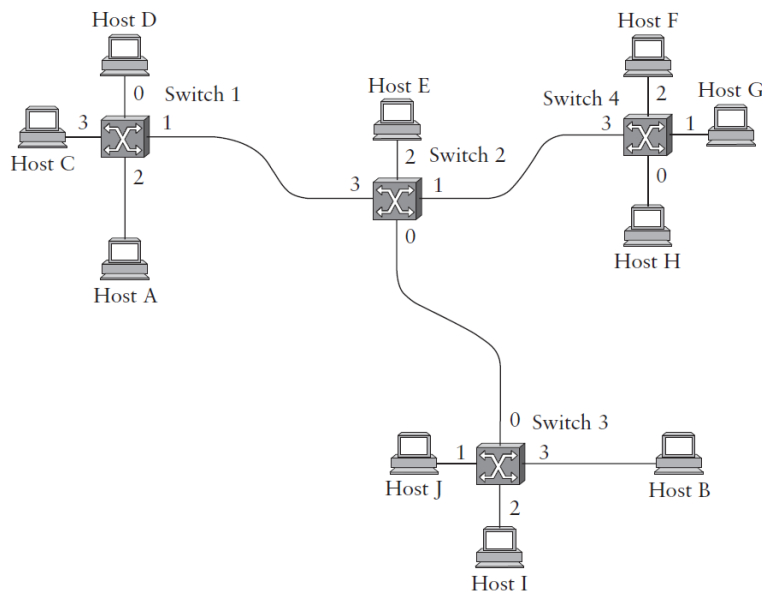 Host D
Host F
0 Switch 1
Host E
Switch 4
2
Host G
3
1
3
1
Host C
2
2 Switch 2
0
3
1
0
Host A
Host H
0 Switch 3
1
3
Host J
2
Host B
Host I